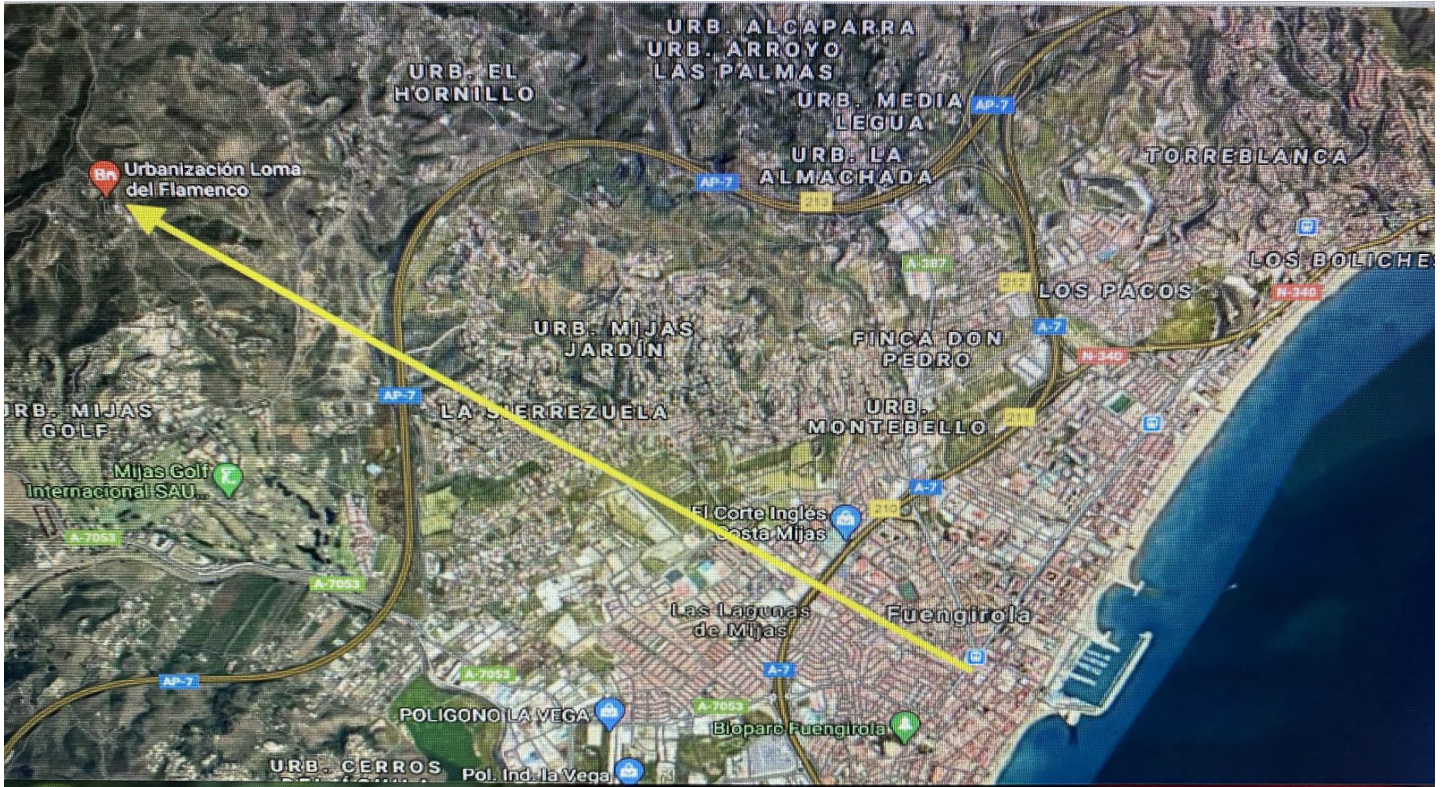 URB. ALCAPARRA
URB. ARROYO
LAS PALMAS
URB. EL
HORNILLO
URB. MEDIA
LEGUA
AP-7
URB. LA
ALMACHADA
TORREBLANCA
Urbanización Loma
del Flamenco
AP-7
213
LOS BOLICHES
A-387
212
LOS PACOS
N-340
URB. MIJAS
JARDÍN
FINCA DON
PEDRO
A-7
N-340
AP-7
URB. MIJAS
GOLF
LA SIERREZUELA
URB.
MONTEBELLO
211
Mijas Golf
Internacional SAU...
A-7
210
El Corte Inglés
Costa Mijas
A-7053
A-7053
Las Lagunas
de Mijas
Fuengirola
A-7
AP-7
A-7053
A-7053
POLIGONO LA VEGA
Bioparc Fuengirola
URB. CERROS
Pol. Ind. la Vega